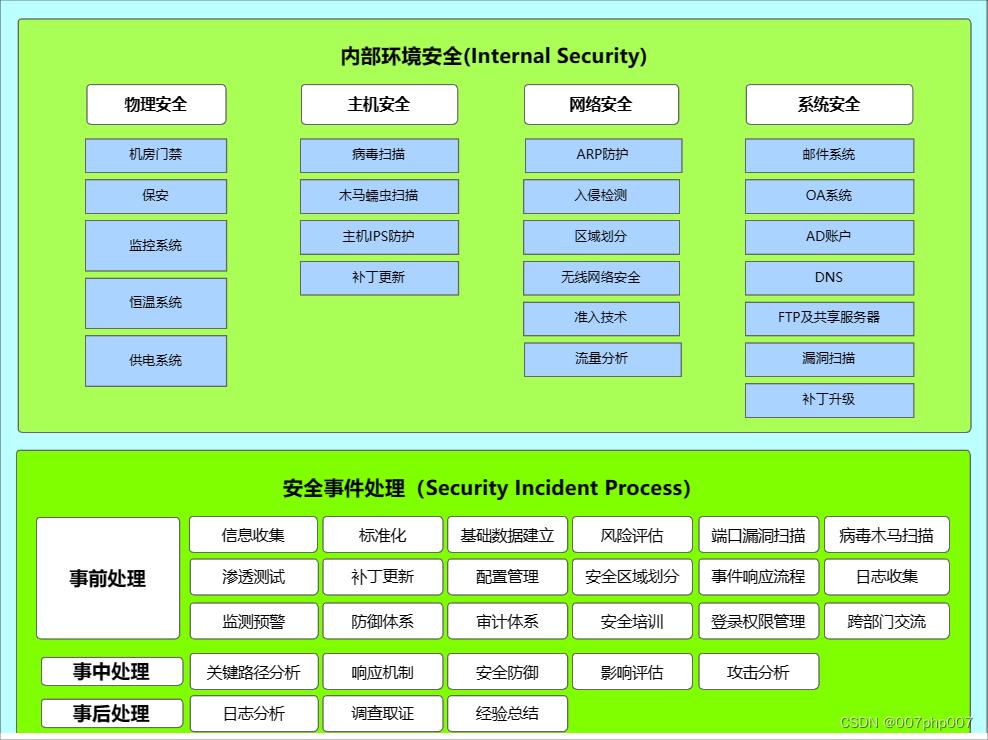 内部环境安全(Internal Security)
物理安全
机房门禁
保安
监控系统
恒温系统
供电系统
主机安全
病毒扫描
木马蠕虫扫描
主机IPS防护
补丁更新
网络安全
ARP防护
入侵检测
区域划分
无线网络安全
准入技术
流量分析
系统安全
邮件系统
OA系统
AD账户
DNS
FTP及共享服务器
漏洞扫描
补丁升级
安全事件处理（Security Incident Process）
事前处理
信息收集 标准化 基础数据建立 风险评估 端口漏洞扫描 病毒木马扫描
渗透测试 补丁更新 配置管理 安全区域划分 事件响应流程 日志收集
监测预警 防御体系 审计体系 安全培训 登录权限管理 跨部门交流
事中处理 关键路径分析 响应机制 安全防御 影响评估 攻击分析
事后处理 日志分析 调查取证 经验总结
CSDN @007php007